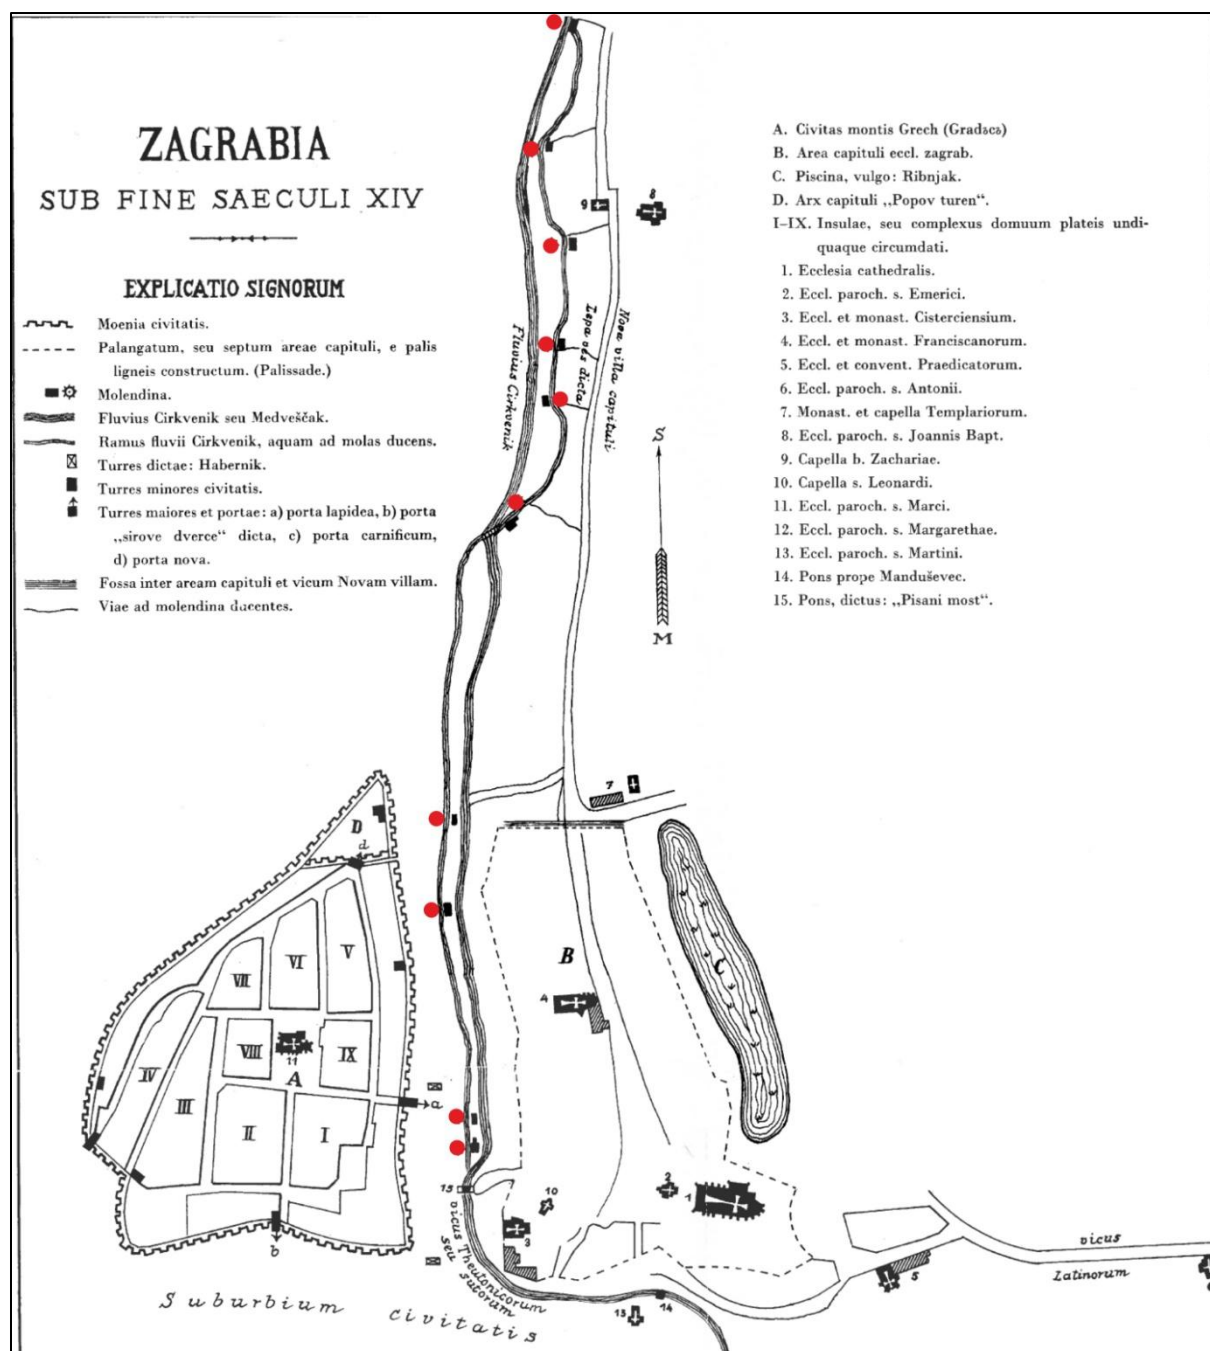 ZAGRABIA
SUB FINE SAECULI XIV
EXPLICATIO SIGNORUM
Moenia civitatis.
Palangatum, seu septum areae capituli, e palis
ligneis constructum. (Palissade.)
Molendina.
Fluvius Cirkvenik seu Medveščak.
Ramus fluvii Cirkvenik, aquam ad molas ducens.
Turres dictae: Habernik.
Turres minores civitatis.
Turres maiores et portae: a) porta lapidea, b) porta
„sirove dverce“ dicta, c) porta carnificum,
d) porta nova.
Fossa inter aream capituli et vicum Novam villam.
Viae ad molendina ducentes.
A. Civitas montis Grech (Gradəcə)
B. Area capituli eccl. zagrab.
C. Piscina, vulgo: Ribnjak.
D. Arx capituli „Popov turen“.
I–IX. Insulae, seu complexus domuum plateis undi-
quaque circumdati.
1. Ecclesia cathedralis.
2. Eccl. paroch. s. Emerici.
3. Eccl. et monast. Cisterciensium.
4. Eccl. et monast. Franciscanorum.
5. Eccl. et convent. Praedicatorum.
6. Eccl. paroch. s. Antonii.
7. Monast. et capella Templariorum.
8. Eccl. paroch. s. Joannis Bapt.
9. Capella b. Zachariae.
10. Capella s. Leonardi.
11. Eccl. paroch. s. Marci.
12. Eccl. paroch. s. Margarethae.
13. Eccl. paroch. s. Martini.
14. Pons prope Manduševec.
15. Pons, dictus: „Pisani most“.
9
8
Fluvius Cirkvenik
Lepa ves dicta
Nova villa capituli
S
M
7
D
d
V
VI
VII
B
C
4
VIII
11
IX
IV
A
III
a
II
I
15
10
2
1
3
b
vicus Theutonicorum
seu sutorum
13
14
5
vicus
Latinorum
Suburbium civitatis